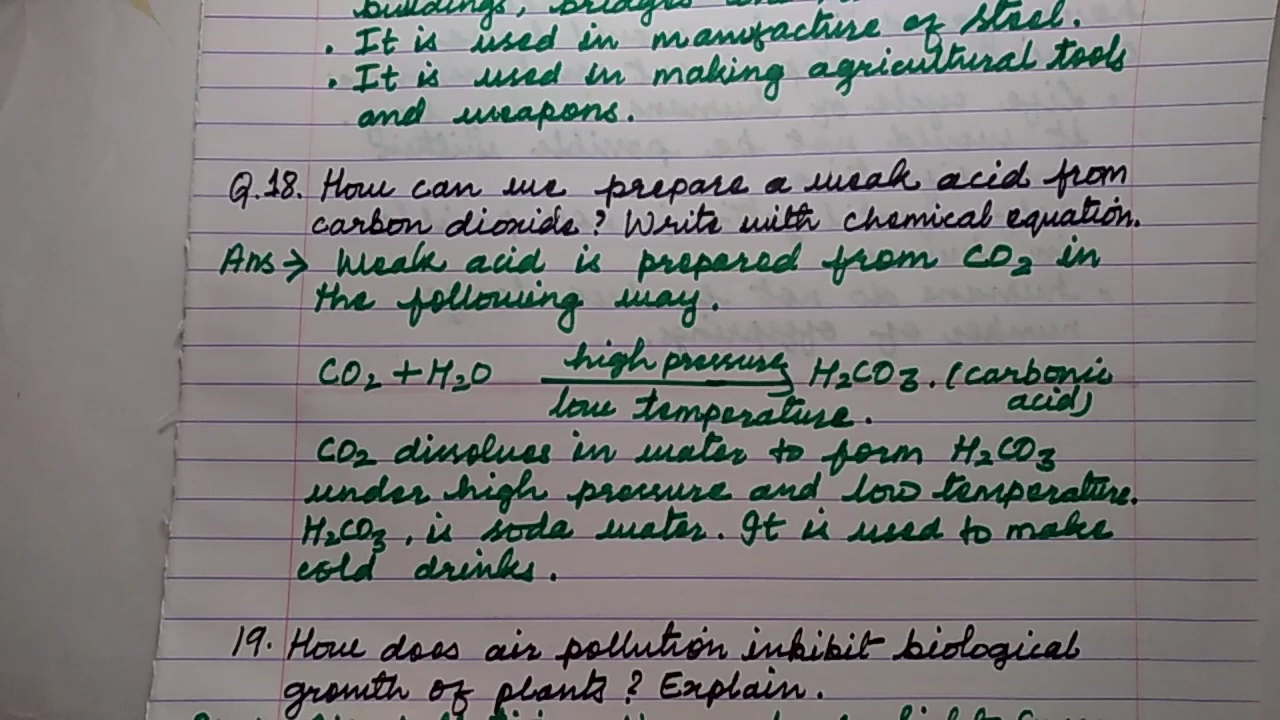 buildings, bridges
. It is used in manufacture of steel.
. It is used in making agricultural tools
and weapons.
Q.18. How can we prepare a weak acid from
carbon dioxide? Write with chemical equation.
Ans → Weak acid is prepared from CO2 in
the following way.
high pressure
CO2 + H2O → H2CO3. (carbonic
acid)
low temperature.
CO2 dissolves in water to form H2CO3
under high pressure and low temperature.
H2CO3, is soda water. It is used to make
cold drinks.
19. How does air pollution inhibit biological
growth of plants? Explain.